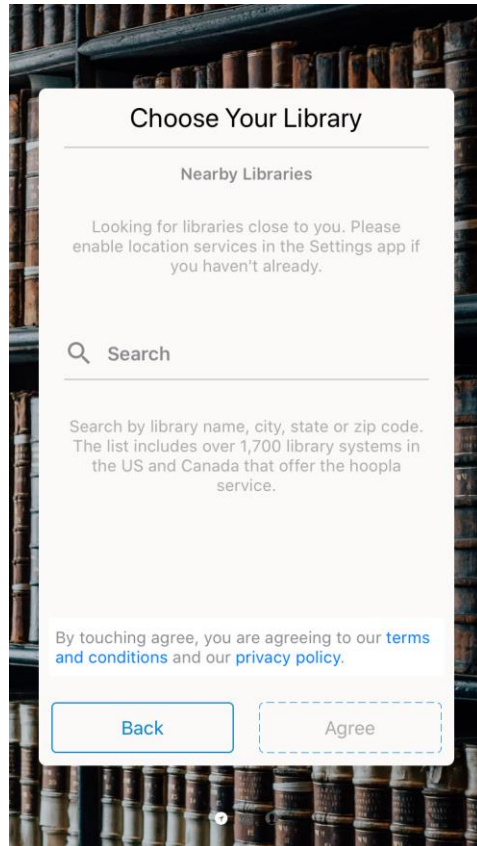 Choose Your Library
Nearby Libraries
Looking for libraries close to you. Please
enable location services in the Settings app if
you haven't already.
Search
Search by library name, city, state or zip code.
The list includes over 1,700 library systems in
the US and Canada that offer the hoopla
service.
By touching agree, you are agreeing to our terms
and conditions and our privacy policy.
Back
Agree